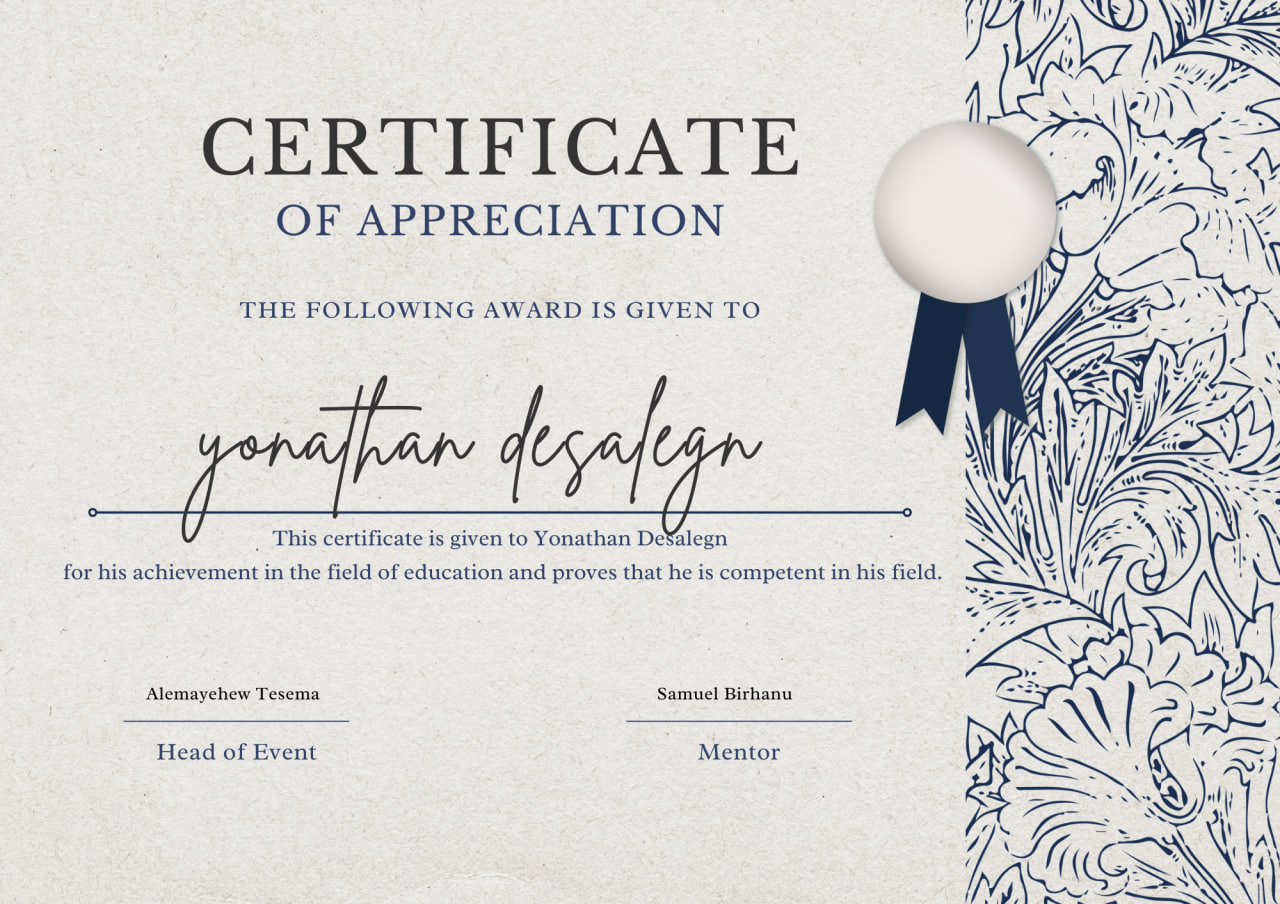 CERTIFICATE
OF APPRECIATION
THE FOLLOWING AWARD IS GIVEN TO
yonathan desalegn
This certificate is given to Yonathan Desalegn
for his achievement in the field of education and proves that he is competent in his field.
Alemayehew Tesema
Head of Event
Samuel Birhanu
Mentor